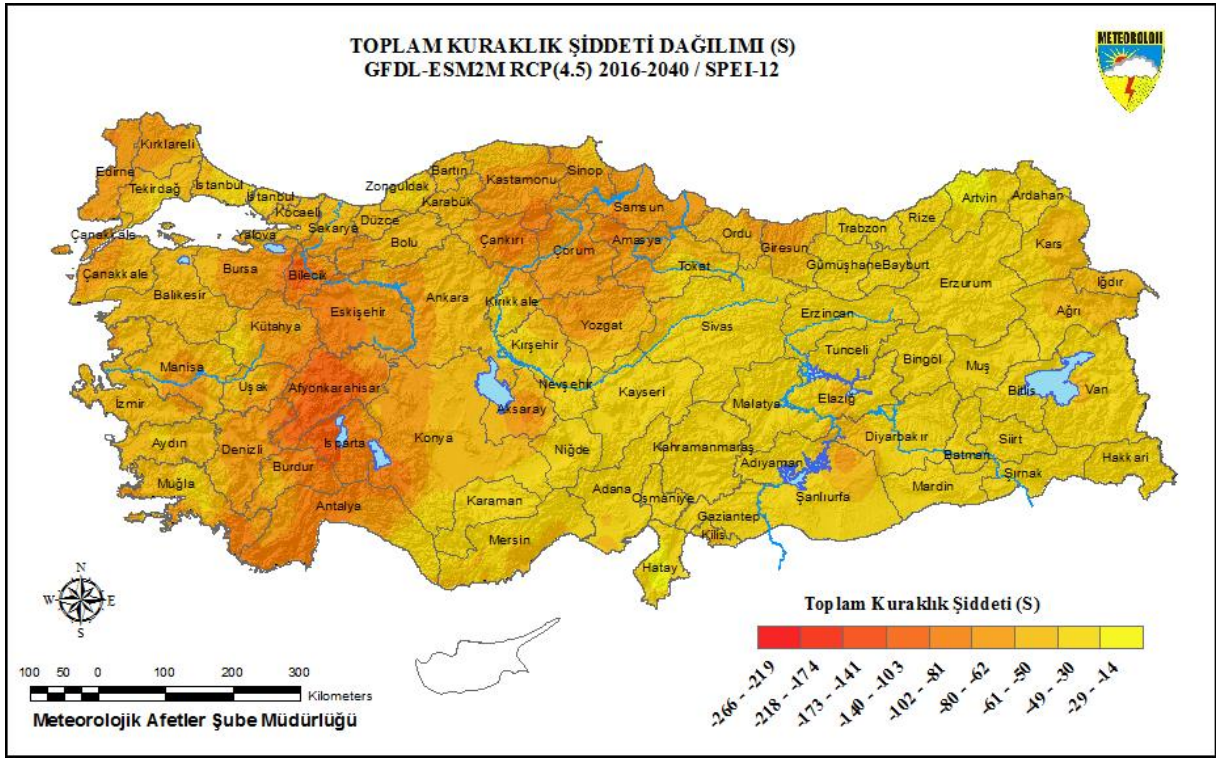 TOPLAM KURAKLIK ŞİDDETİ DAĞILIMI (S)
GFDL-ESM2M RCP(4.5) 2016-2040 / SPEI-12
METEOROLOJI
Kırklareli
Edirne
Tekirdağ
İstanbul
İstanbul
Kocaeli
Yalova
Sakarya
Düzce
Zonguldak
Bartın
Karabük
Kastamonu
Sinop
Samsun
Ordu
Giresun
Trabzon
Rize
Artvin
Ardahan
Kars
Iğdır
Ağrı
Çanakkale
Çanakkale
Balıkesir
Bursa
Bilecik
Bolu
Çankırı
Çorum
Amasya
Tokat
Gümüşhane
Bayburt
Erzurum
Eskişehir
Ankara
Kırıkkale
Yozgat
Sivas
Erzincan
Kütahya
Kırşehir
Tunceli
Bingöl
Muş
Manisa
Uşak
Afyonkarahisar
Nevşehir
Kayseri
Malatya
Elazığ
Bitlis
Van
İzmir
Aksaray
Aydın
Denizli
Isparta
Konya
Niğde
Kahramanmaraş
Adıyaman
Diyarbakır
Batman
Siirt
Hakkari
Muğla
Burdur
Antalya
Karaman
Adana
Osmaniye
Gaziantep
Şanlıurfa
Mardin
Şırnak
Mersin
Kilis
Hatay
N
W E
S
100 50 0 100 200 300
Kilometers
Meteorolojik Afetler Şube Müdürlüğü
Toplam Kuraklık Şiddeti (S)
-266 - -219
-218 - -174
-173 - -141
-140 - -103
-102 - -81
-80 - -62
-61 - -50
-49 - -30
-29 - -14